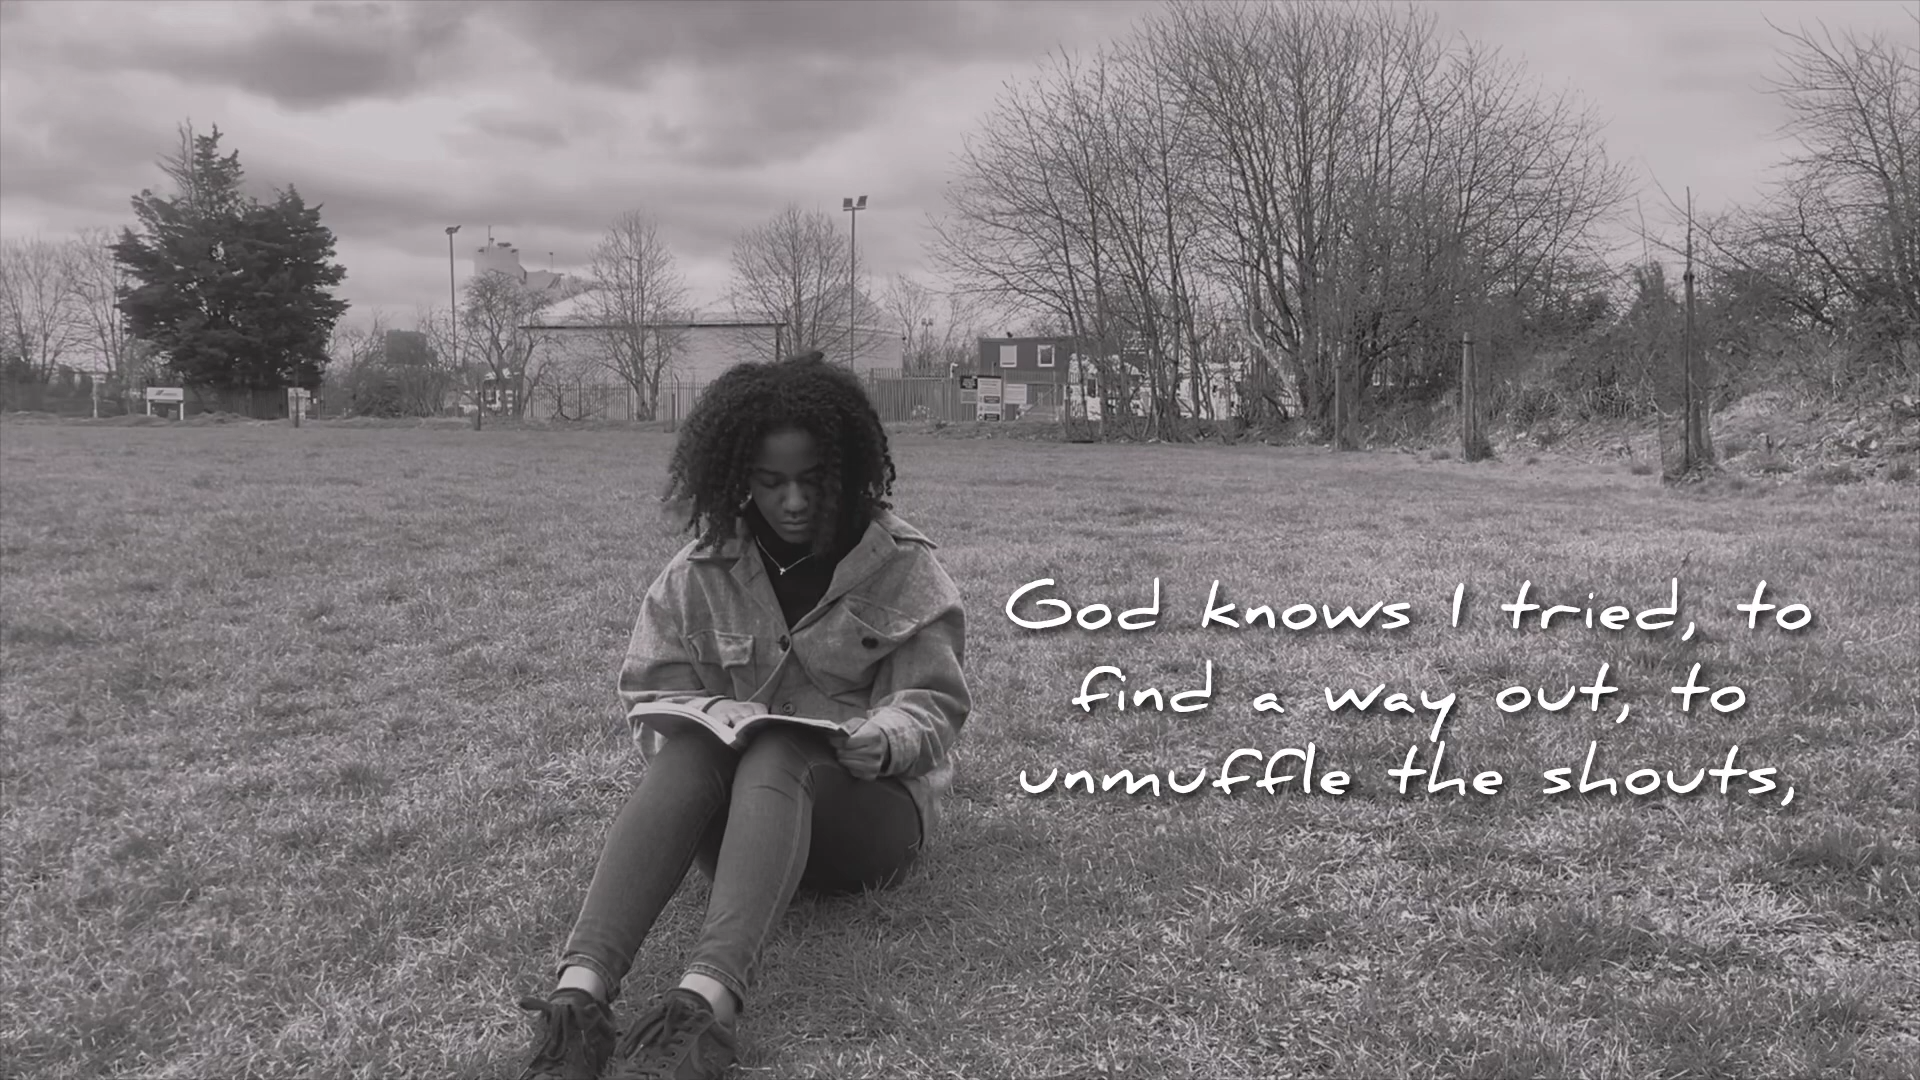 God knows I tried, to
find a way out, to
unmuffle the shouts,